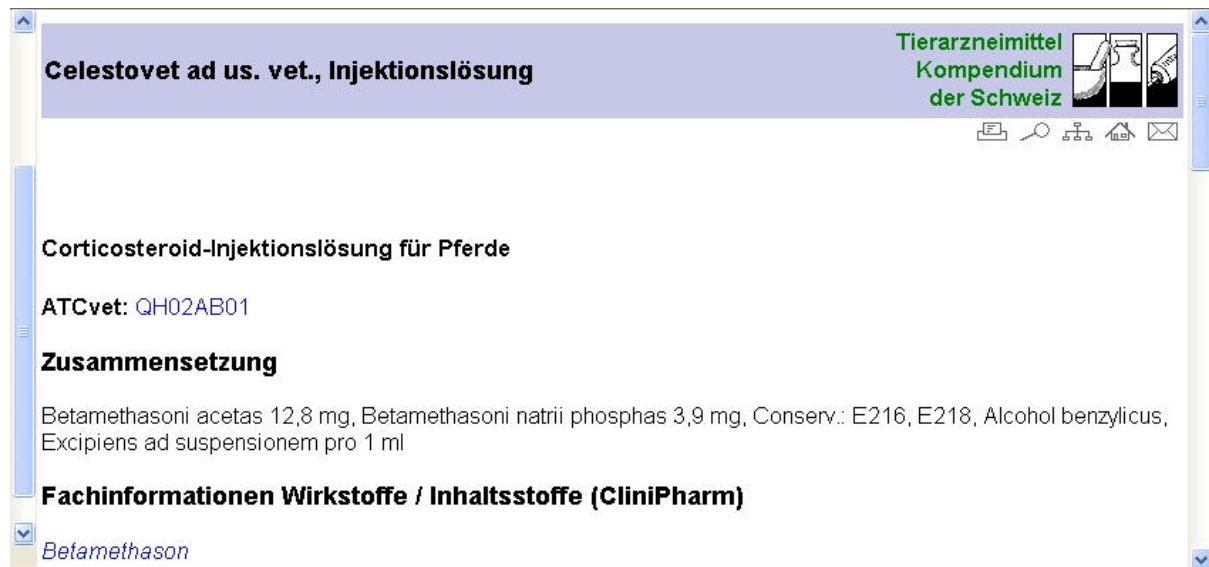 Celestovet ad us. vet., Injektionslösung
Tierarzneimittel
Kompendium
der Schweiz
Corticosteroid-Injektionslösung für Pferde
ATCvet: QH02AB01
Zusammensetzung
Betamethasoni acetas 12,8 mg, Betamethasoni natrii phosphas 3,9 mg, Conserv.: E216, E218, Alcohol benzylicus,
Excipiens ad suspensionem pro 1 ml
Fachinformationen Wirkstoffe / Inhaltsstoffe (CliniPharm)
Betamethason